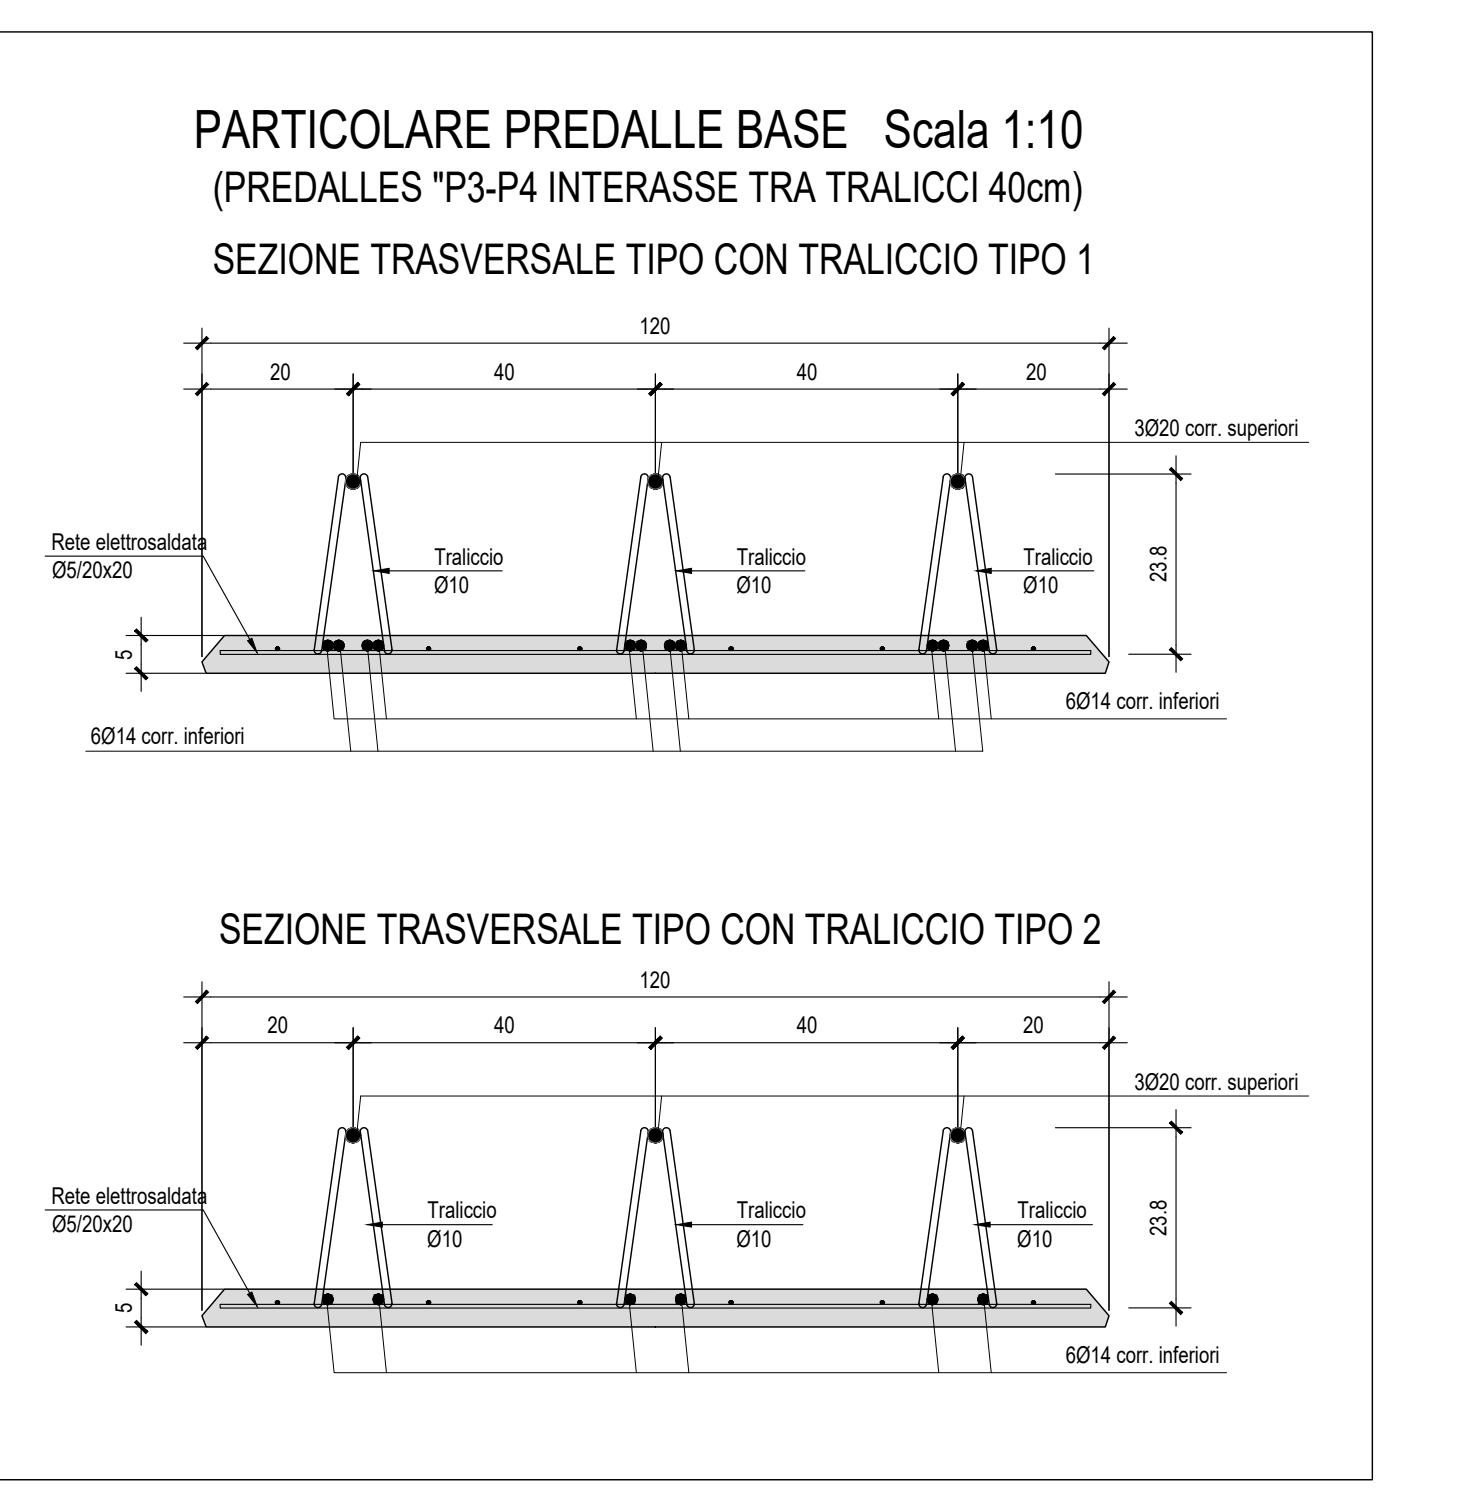 PARTICOLARE PREDALLE BASE Scala 1:10
(PREDALLES "P3-P4 INTERASSE TRA TRALICCI 40cm)
SEZIONE TRASVERSALE TIPO CON TRALICCIO TIPO 1
120
20 40 40 20
3Ø20 corr. superiori
Rete elettrosaldata
Ø5/20x20
Traliccio
Ø10
Traliccio
Ø10
Traliccio
Ø10
23.8
5
6Ø14 corr. inferiori
6Ø14 corr. inferiori
SEZIONE TRASVERSALE TIPO CON TRALICCIO TIPO 2
120
20 40 40 20
3Ø20 corr. superiori
Rete elettrosaldata
Ø5/20x20
Traliccio
Ø10
Traliccio
Ø10
Traliccio
Ø10
23.8
5
6Ø14 corr. inferiori